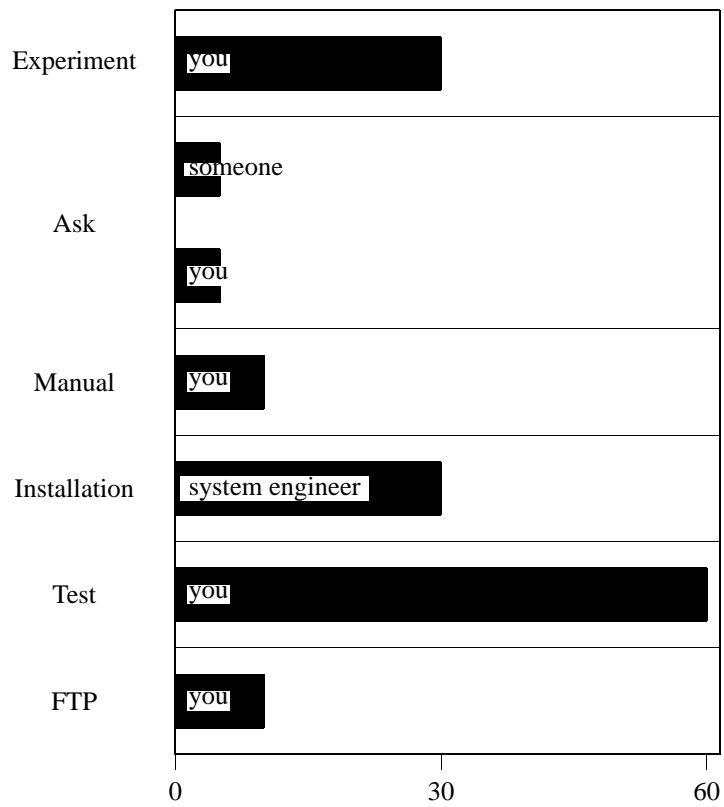 Experiment
you
someone
Ask
you
Manual
you
Installation
system engineer
Test
you
FTP
you
0 30 60